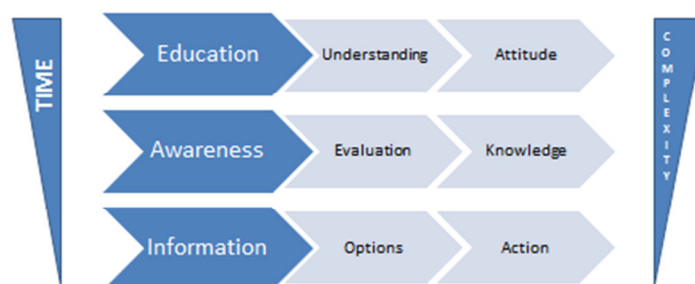 TIME
Education
Understanding
Attitude
Awareness
Evaluation
Knowledge
Information
Options
Action
COMPLEXITY